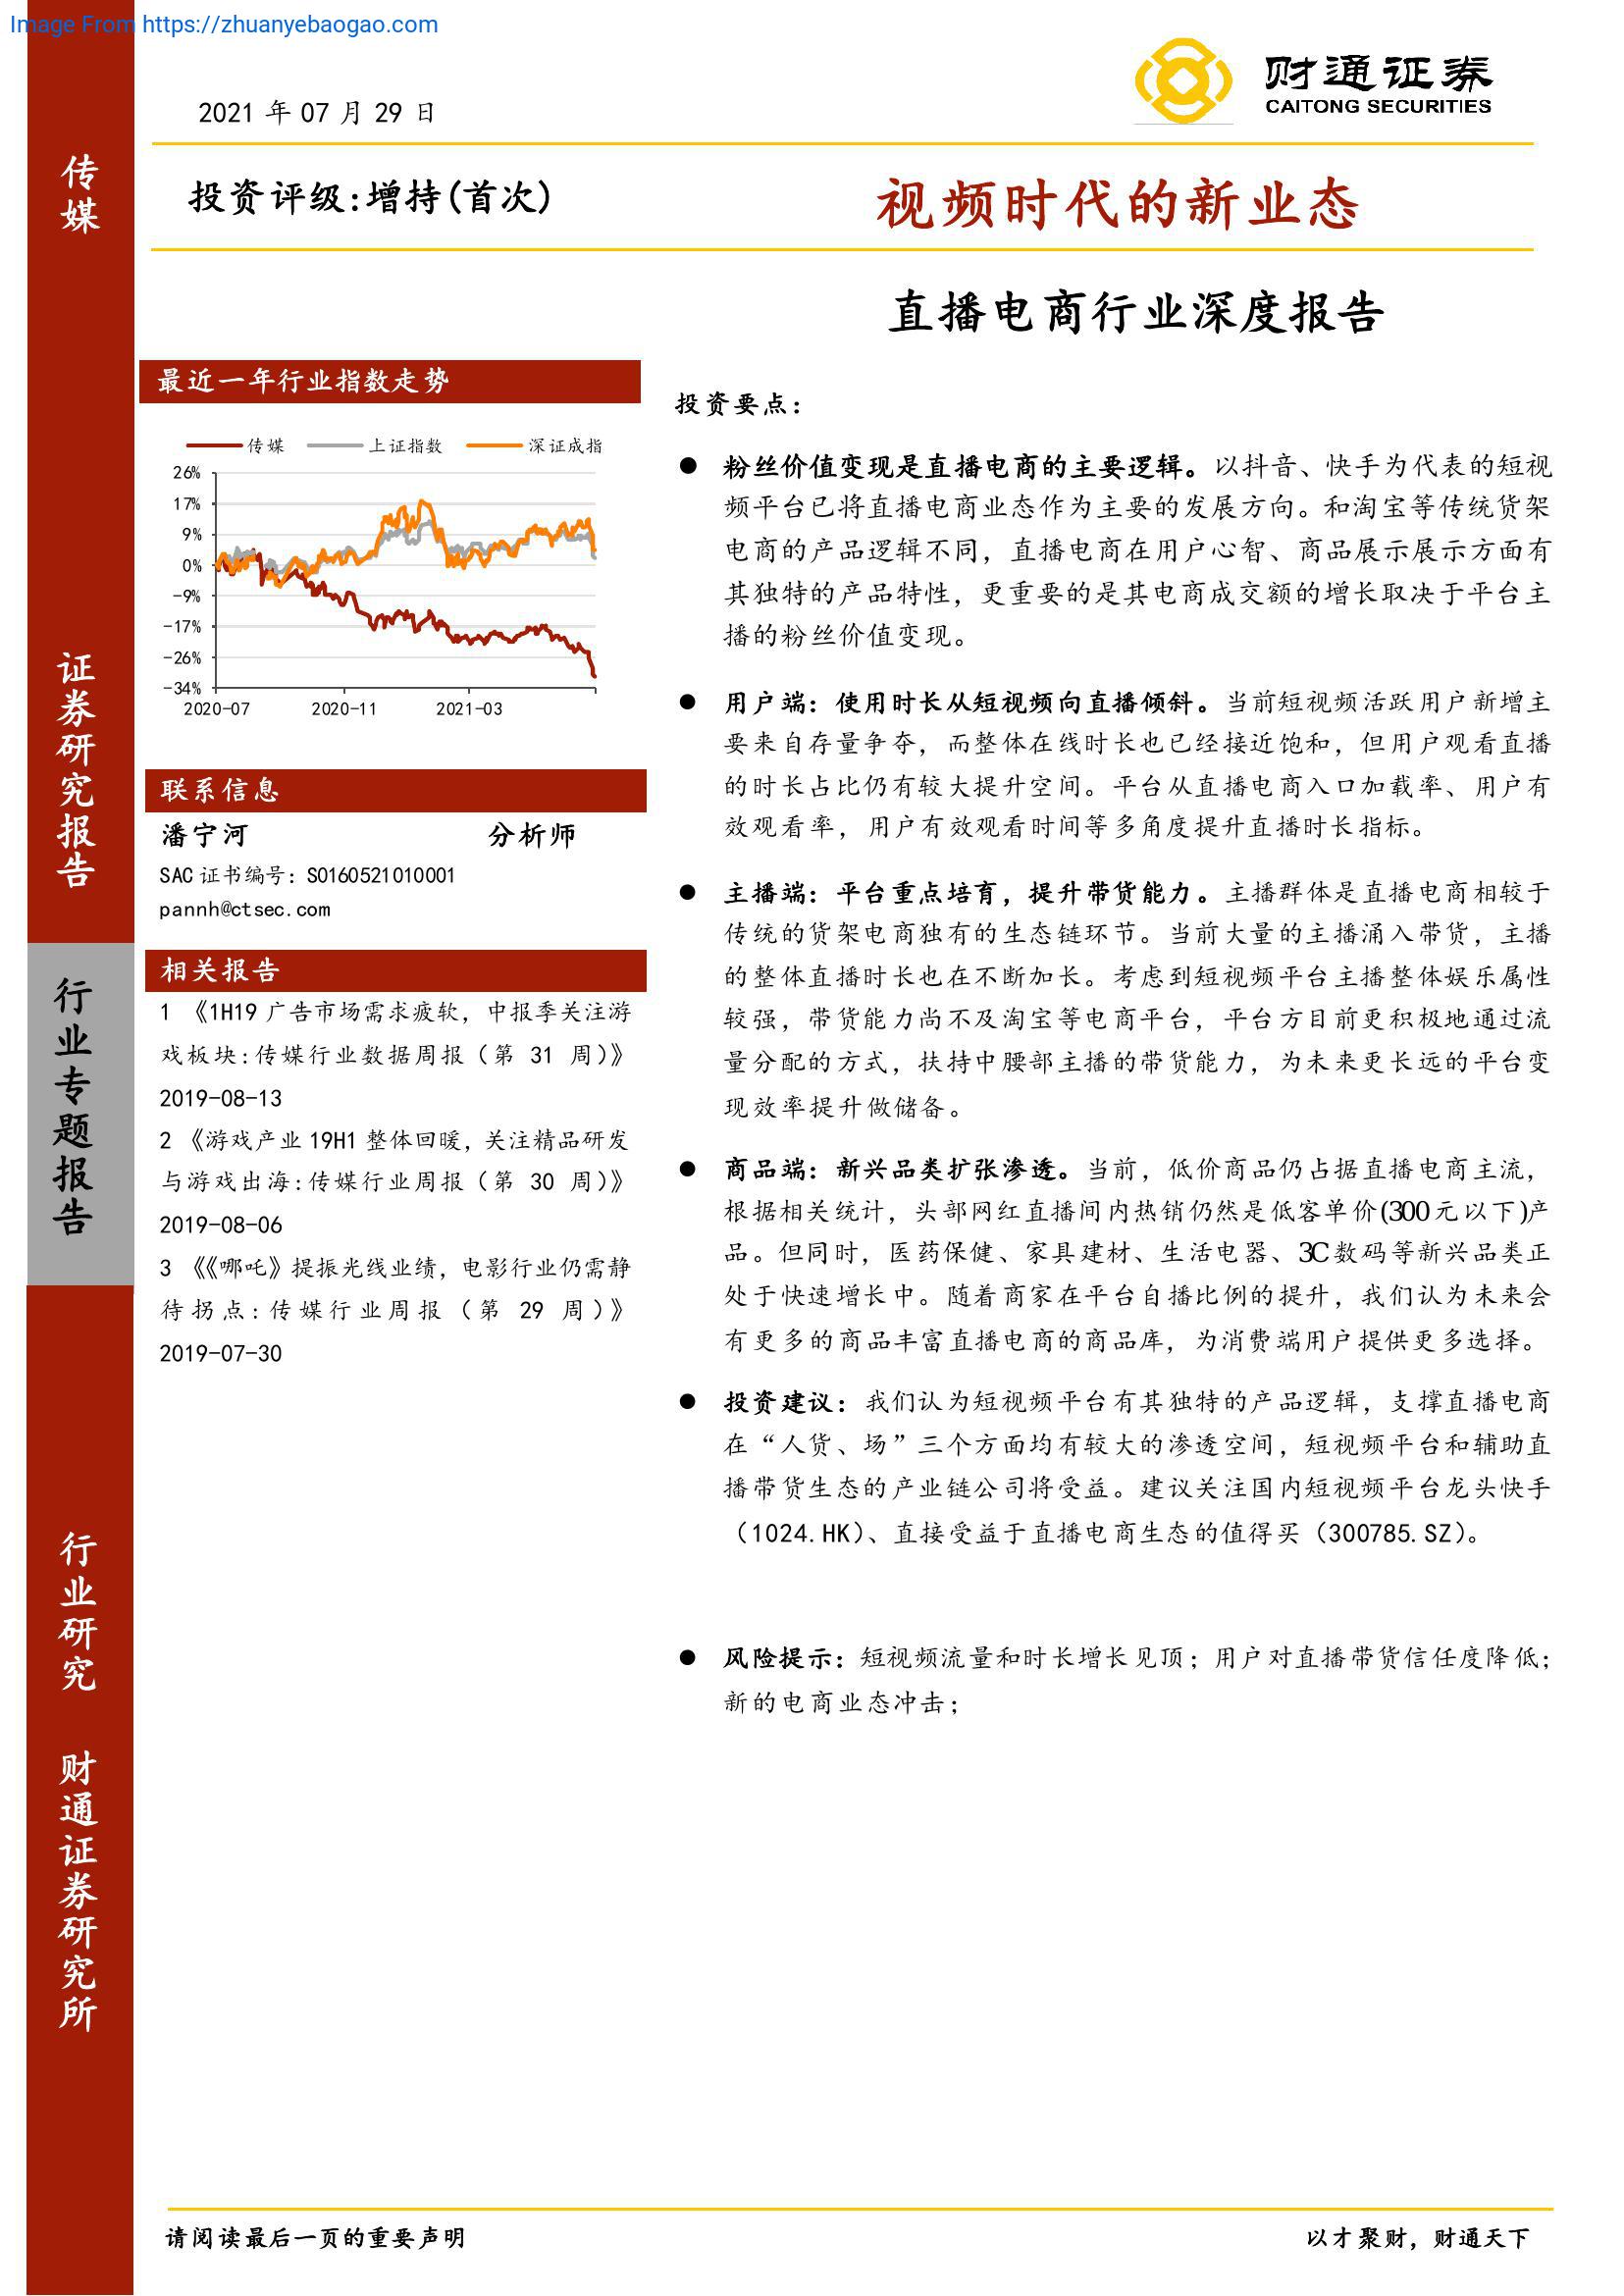 Image From https://zhuanyebaogao.com
财通证券
CAITONG SECURITIES
2021 年 07 月 29 日
传媒
证券研究报告
行业专题报告
行业研究
财通证券研究所
投资评级:增持(首次)
视频时代的新业态
直播电商行业深度报告
最近一年行业指数走势
传媒 上证指数 深证成指
26%
17%
9%
0%
-9%
-17%
-26%
-34%
2020-07 2020-11 2021-03
联系信息
潘宁河 分析师
SAC 证书编号：S0160521010001
pannh@ctsec.com
相关报告
1 《1H19 广告市场需求疲软，中报季关注游
戏板块:传媒行业数据周报（第 31 周）》
2019-08-13
2 《游戏产业 19H1 整体回暖，关注精品研发
与游戏出海:传媒行业周报（第 30 周）》
2019-08-06
3 《《哪吒》提振光线业绩，电影行业仍需静
待拐点:传媒行业周报（第 29 周）》
2019-07-30
投资要点：
● 粉丝价值变现是直播电商的主要逻辑。以抖音、快手为代表的短视
频平台已将直播电商业态作为主要的发展方向。和淘宝等传统货架
电商的产品逻辑不同，直播电商在用户心智、商品展示展示方面有
其独特的产品特性，更重要的是其电商成交额的增长取决于平台主
播的粉丝价值变现。
● 用户端：使用时长从短视频向直播倾斜。当前短视频活跃用户新增主
要来自存量争夺，而整体在线时长也已经接近饱和，但用户观看直播
的时长占比仍有较大提升空间。平台从直播电商入口加载率、用户有
效观看率，用户有效观看时间等多角度提升直播时长指标。
● 主播端：平台重点培育，提升带货能力。主播群体是直播电商相较于
传统的货架电商独有的生态链环节。当前大量的主播涌入带货，主播
的整体直播时长也在不断加长。考虑到短视频平台主播整体娱乐属性
较强，带货能力尚不及淘宝等电商平台，平台方目前更积极地通过流
量分配的方式，扶持中腰部主播的带货能力，为未来更长远的平台变
现效率提升做储备。
● 商品端：新兴品类扩张渗透。当前，低价商品仍占据直播电商主流，
根据相关统计，头部网红直播间内热销仍然是低客单价(300 元以下)产
品。但同时，医药保健、家具建材、生活电器、3C 数码等新兴品类正
处于快速增长中。随着商家在平台自播比例的提升，我们认为未来会
有更多的商品丰富直播电商的商品库，为消费端用户提供更多选择。
● 投资建议：我们认为短视频平台有其独特的产品逻辑，支撑直播电商
在“人货、场”三个方面均有较大的渗透空间，短视频平台和辅助直
播带货生态的产业链公司将受益。建议关注国内短视频平台龙头快手
（1024.HK）、直接受益于直播电商生态的值得买（300785.SZ）。
● 风险提示：短视频流量和时长增长见顶；用户对直播带货信任度降低；
新的电商业态冲击；
请阅读最后一页的重要声明
以才聚财，财通天下